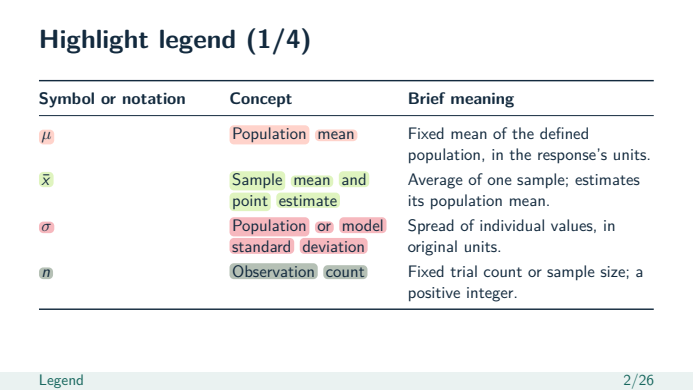 Highlight legend (1/4)
Symbol or notation Concept Brief meaning
μ Population mean Fixed mean of the defined
population, in the response's units.
x̄ Sample mean and Average of one sample; estimates
point estimate its population mean.
σ Population or model Spread of individual values, in
standard deviation original units.
n Observation count Fixed trial count or sample size; a
positive integer.
Legend 2/26